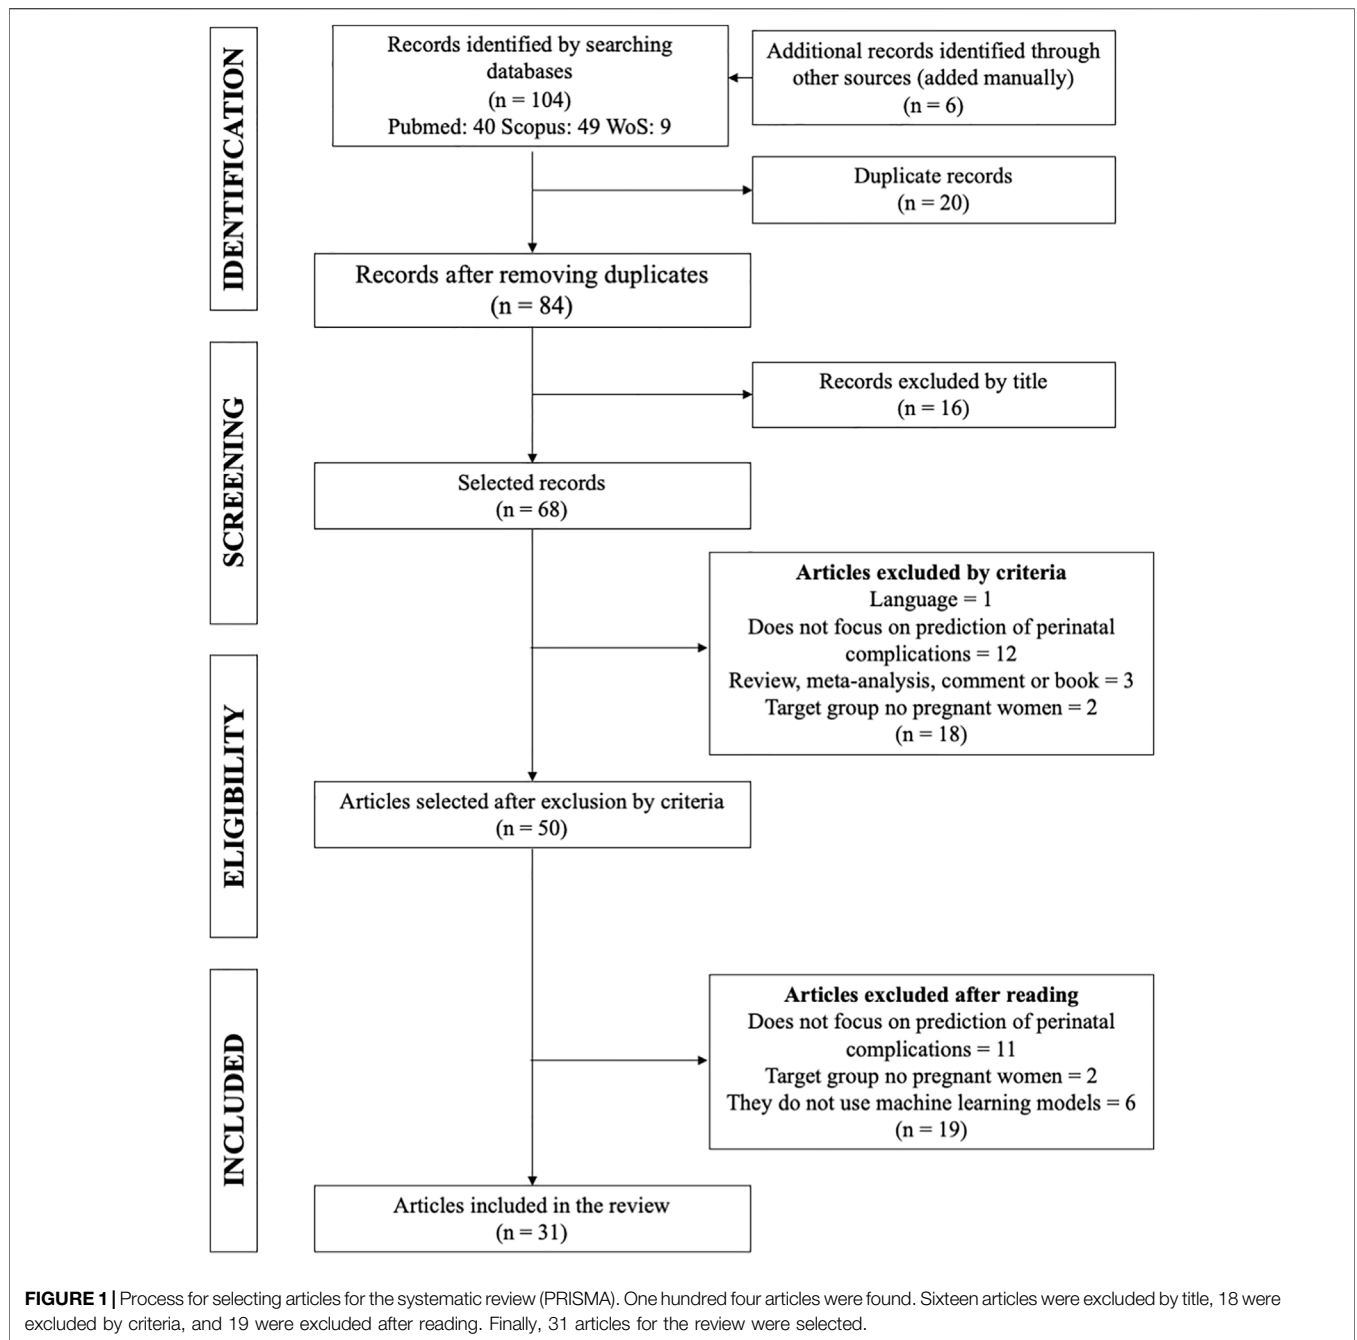 IDENTIFICATION
Records identified by searching
databases
(n = 104)
Pubmed: 40 Scopus: 49 WoS: 9
Additional records identified through
other sources (added manually)
(n = 6)
Duplicate records
(n = 20)
Records after removing duplicates
(n = 84)
SCREENING
Records excluded by title
(n = 16)
Selected records
(n = 68)
Articles excluded by criteria
Language = 1
Does not focus on prediction of perinatal
complications = 12
Review, meta-analysis, comment or book = 3
Target group no pregnant women = 2
(n = 18)
ELIGIBILITY
Articles selected after exclusion by criteria
(n = 50)
INCLUDED
Articles excluded after reading
Does not focus on prediction of perinatal
complications = 11
Target group no pregnant women = 2
They do not use machine learning models = 6
(n = 19)
Articles included in the review
(n = 31)
FIGURE 1 | Process for selecting articles for the systematic review (PRISMA). One hundred four articles were found. Sixteen articles were excluded by title, 18 were
excluded by criteria, and 19 were excluded after reading. Finally, 31 articles for the review were selected.